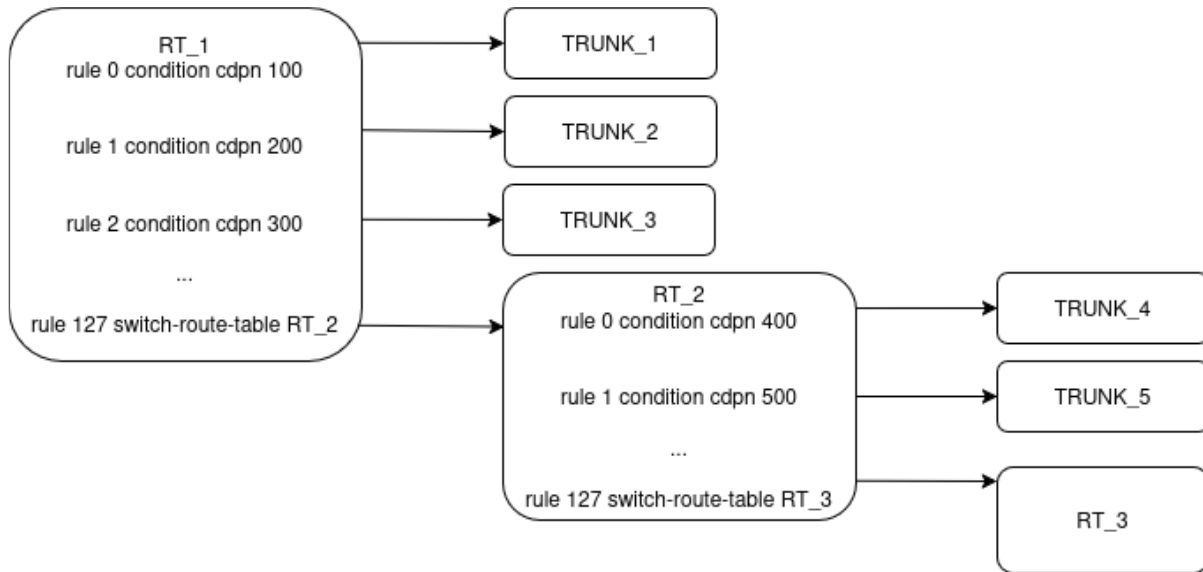 RT_1
rule 0 condition cdpn 100
rule 1 condition cdpn 200
rule 2 condition cdpn 300
...
rule 127 switch-route-table RT_2
TRUNK_1
TRUNK_2
TRUNK_3
RT_2
rule 0 condition cdpn 400
rule 1 condition cdpn 500
...
rule 127 switch-route-table RT_3
TRUNK_4
TRUNK_5
RT_3